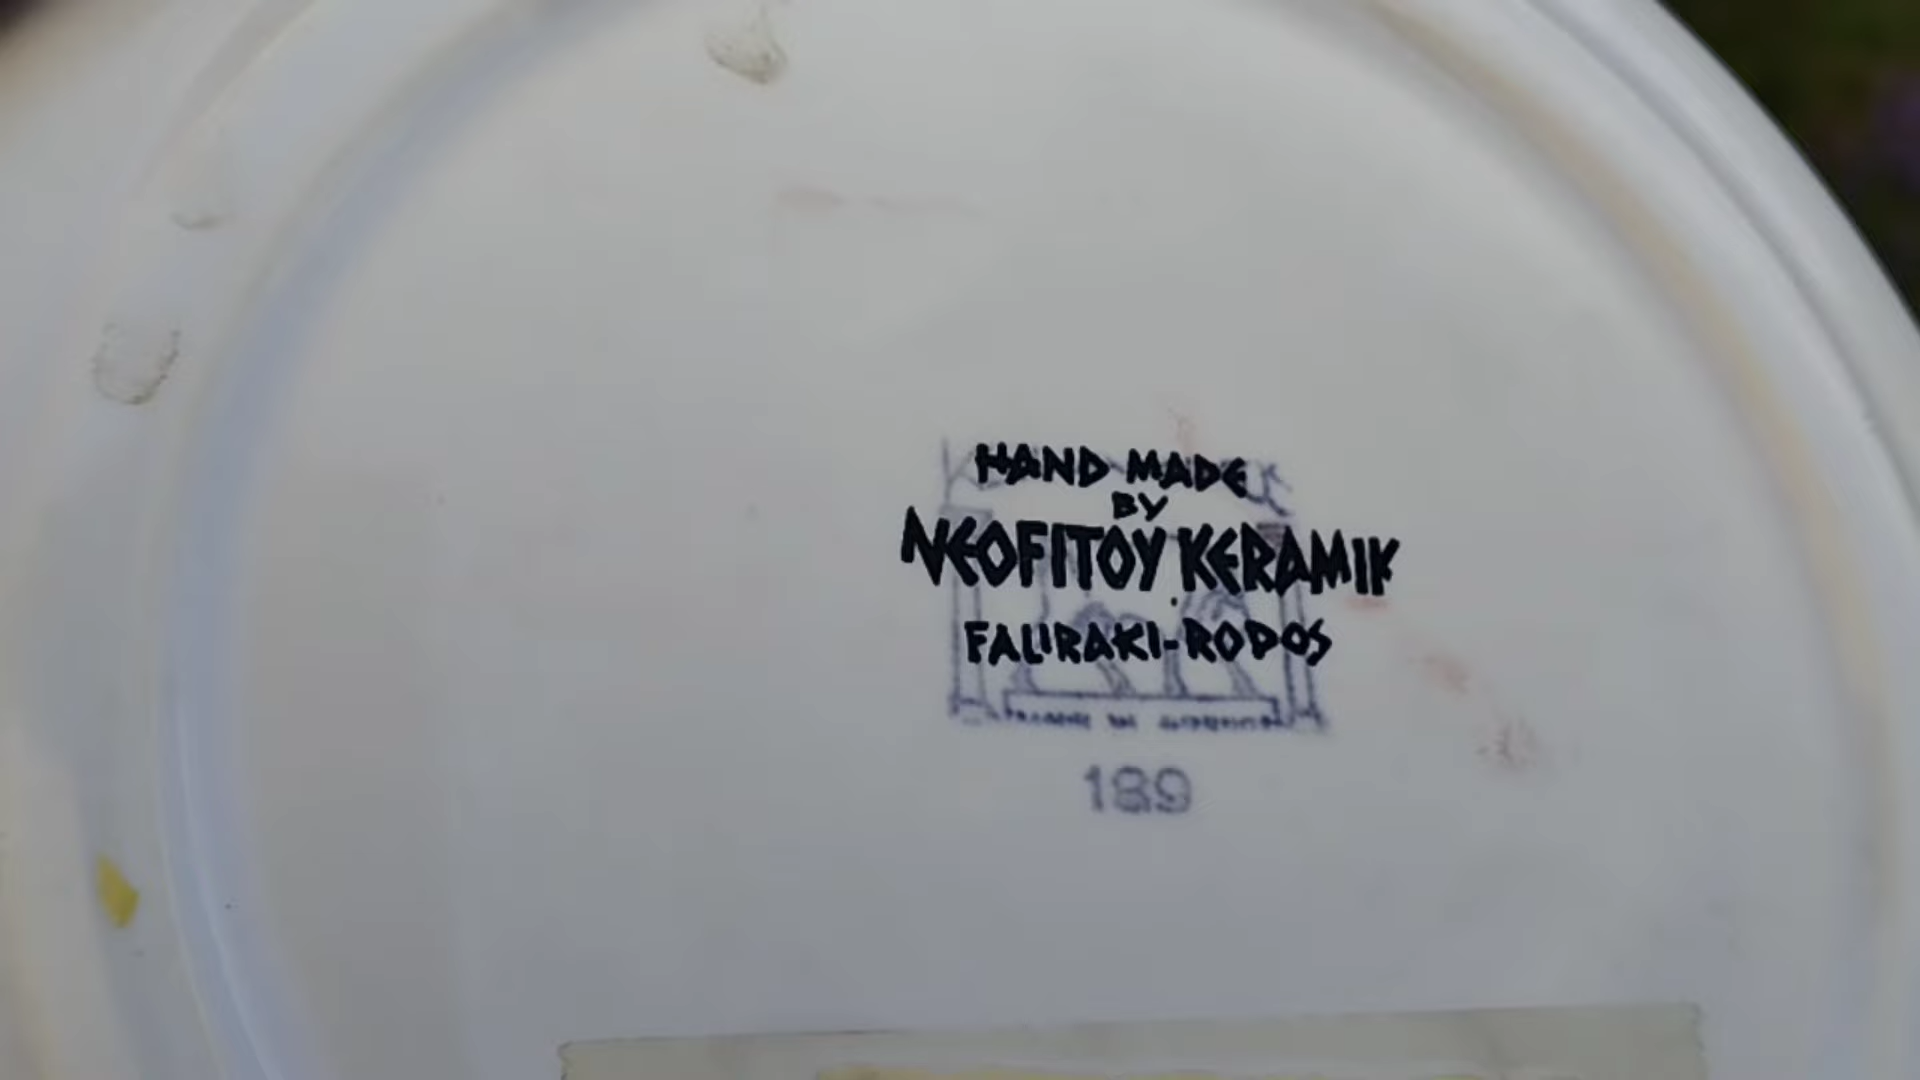 HAND MADE
BY
NEOFITOY KERAMIK
FALIRAKI-RODOS
189